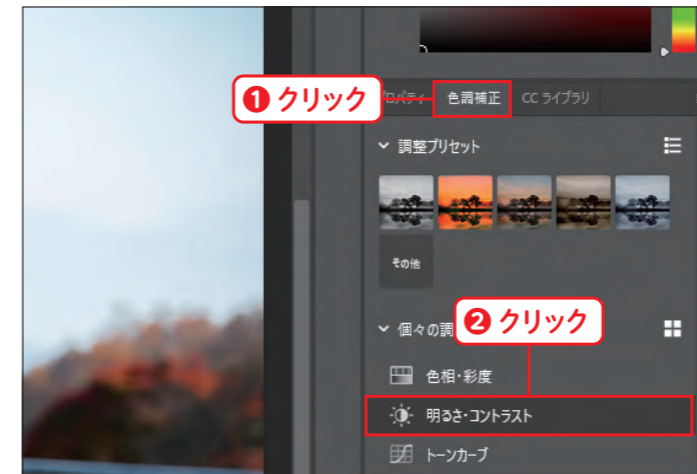 ❶ クリック
プロパティ 色調補正 CC ライブラリ
調整プリセット
その他
個々の調
❷ クリック
色相・彩度
明るさ・コントラスト
トーンカーブ